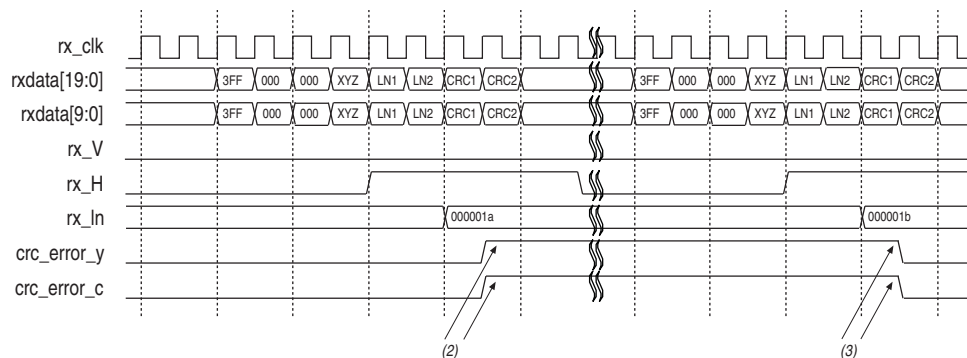 rx_clk
rxdata[19:0] 3FF 000 000 XYZ LN1 LN2 CRC1 CRC2 3FF 000 000 XYZ LN1 LN2 CRC1 CRC2
rxdata[9:0] 3FF 000 000 XYZ LN1 LN2 CRC1 CRC2 3FF 000 000 XYZ LN1 LN2 CRC1 CRC2
rx_V
rx_H
rx_ln 000001a 000001b
crc_error_y
crc_error_c
(2) (3)